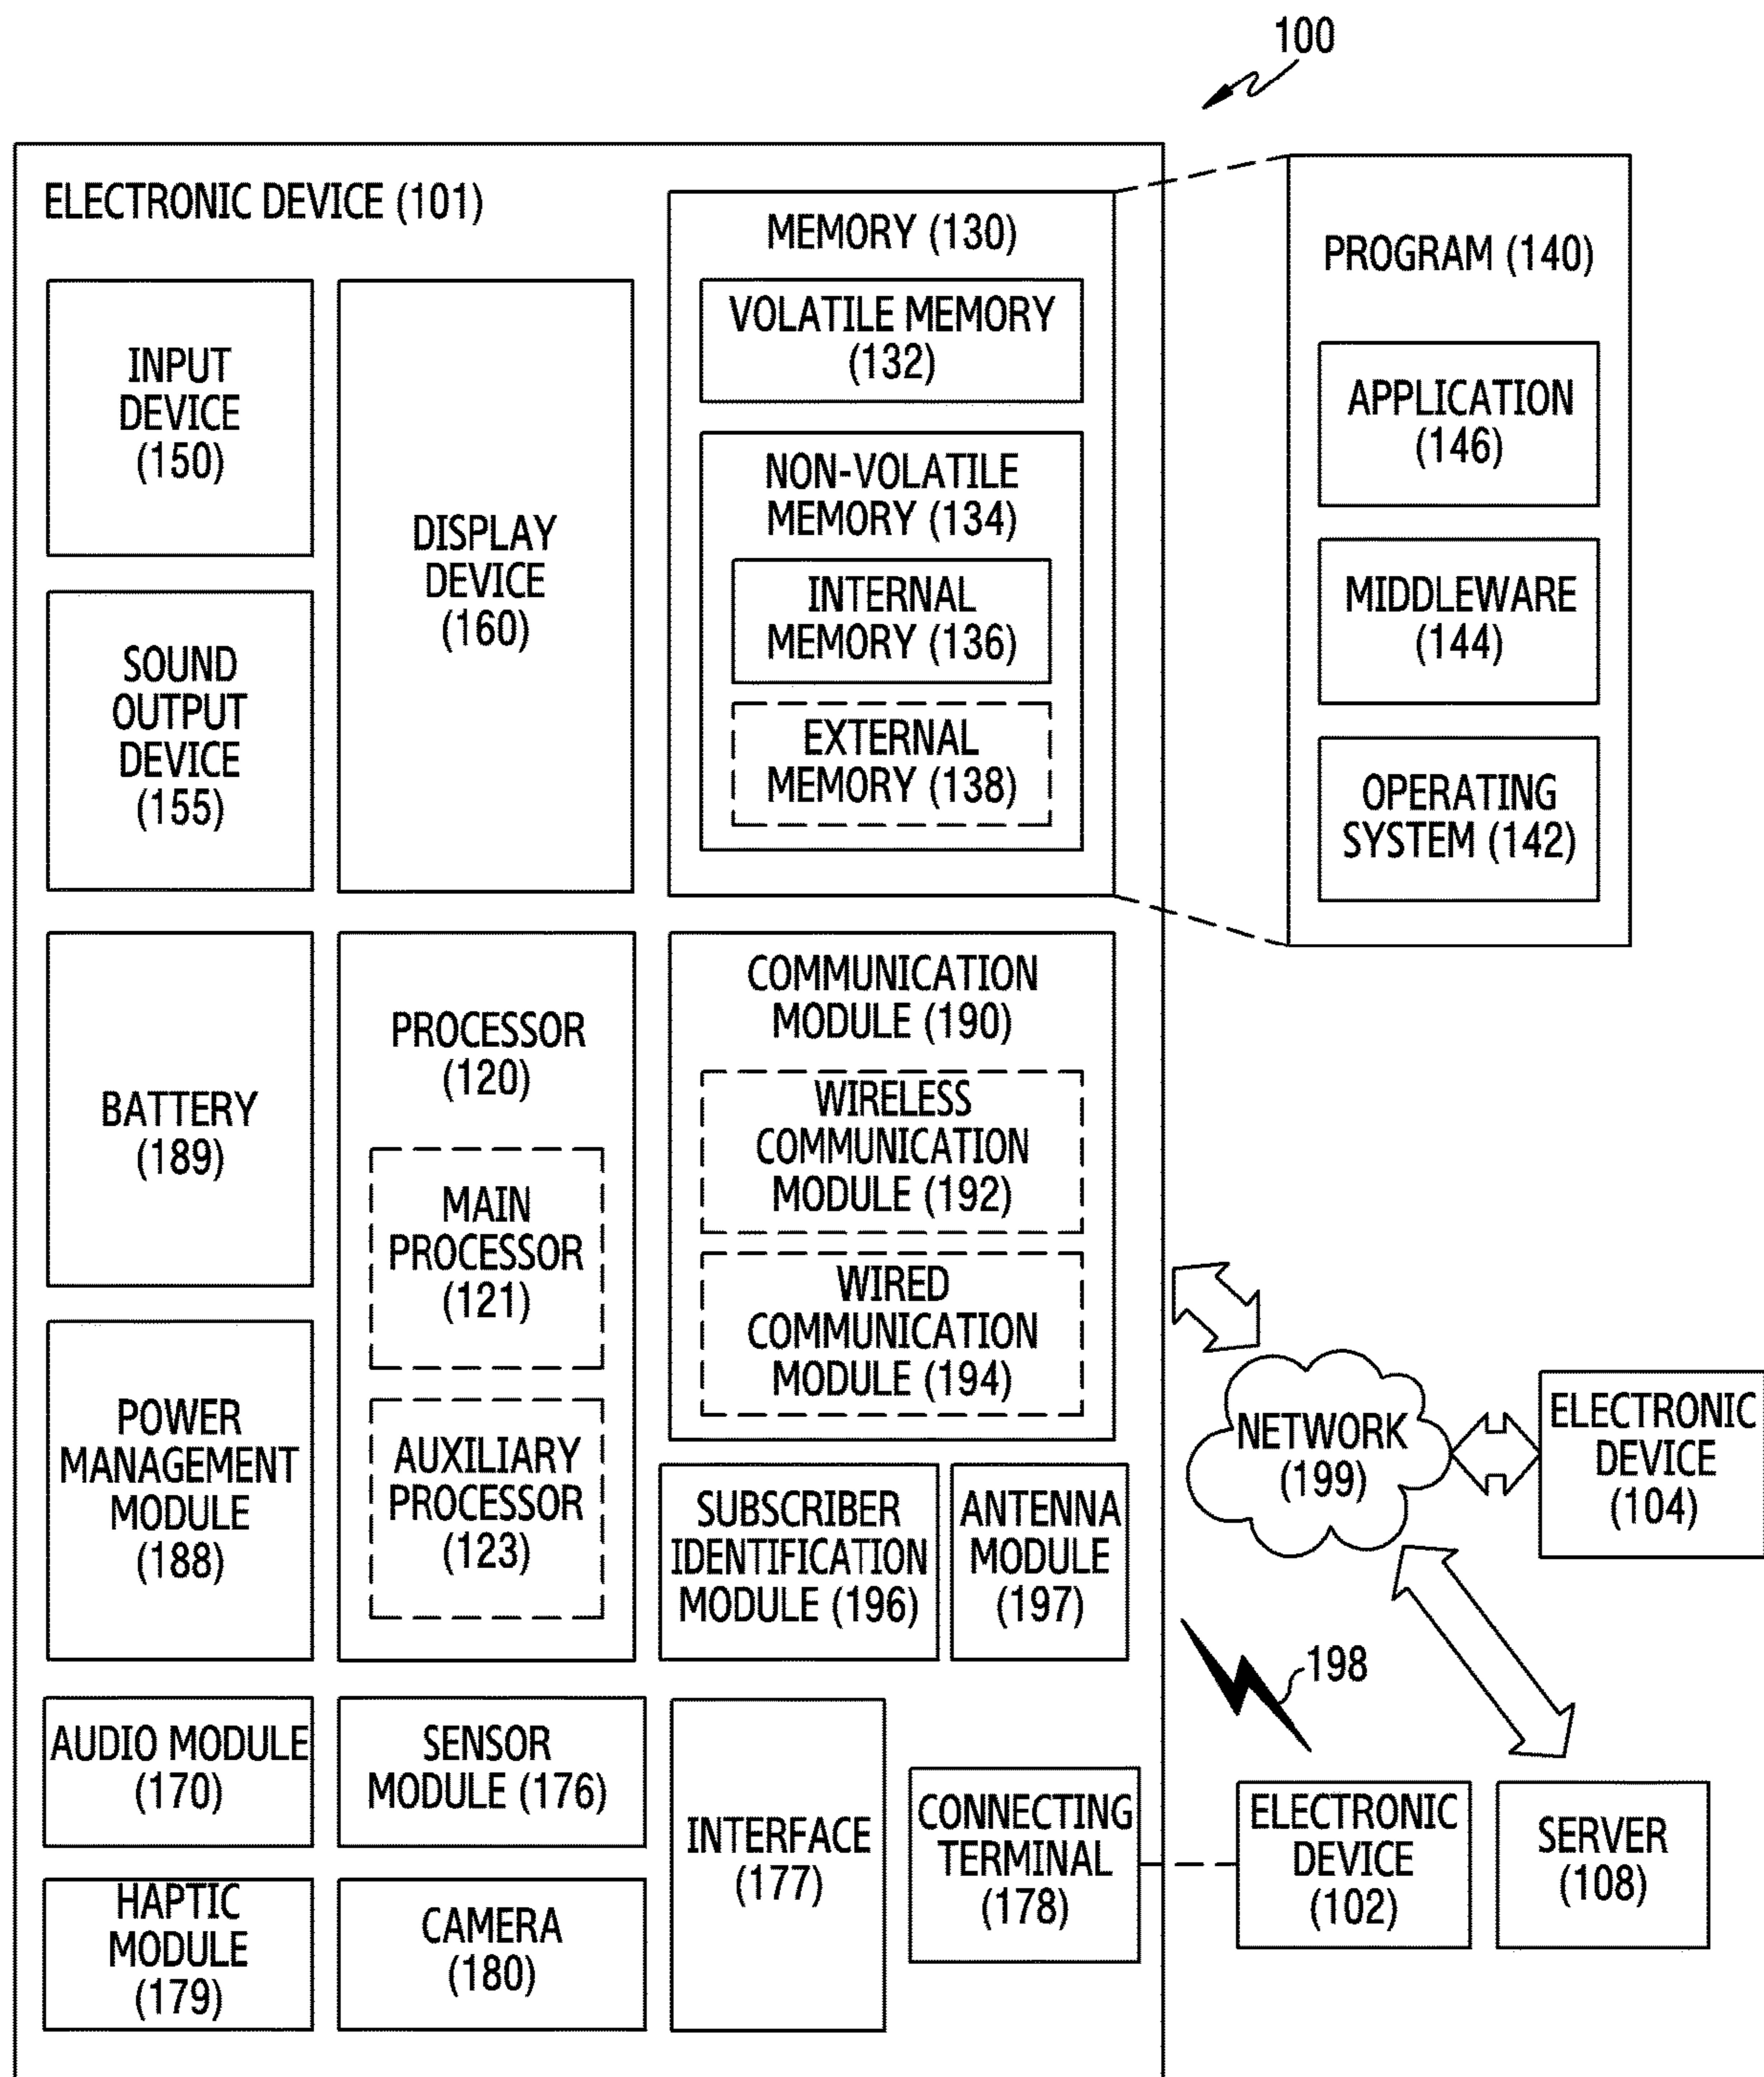 100
ELECTRONIC DEVICE (101)
INPUT
DEVICE
(150)
SOUND
OUTPUT
DEVICE
(155)
DISPLAY
DEVICE
(160)
MEMORY (130)
VOLATILE MEMORY
(132)
NON-VOLATILE
MEMORY (134)
INTERNAL
MEMORY (136)
EXTERNAL
MEMORY (138)
PROGRAM (140)
APPLICATION
(146)
MIDDLEWARE
(144)
OPERATING
SYSTEM (142)
BATTERY
(189)
POWER
MANAGEMENT
MODULE
(188)
PROCESSOR
(120)
MAIN
PROCESSOR
(121)
AUXILIARY
PROCESSOR
(123)
COMMUNICATION
MODULE (190)
WIRELESS
COMMUNICATION
MODULE (192)
WIRED
COMMUNICATION
MODULE (194)
SUBSCRIBER
IDENTIFICATION
MODULE (196)
ANTENNA
MODULE
(197)
NETWORK
(199)
ELECTRONIC
DEVICE
(104)
198
AUDIO MODULE
(170)
SENSOR
MODULE (176)
HAPTIC
MODULE
(179)
CAMERA
(180)
INTERFACE
(177)
CONNECTING
TERMINAL
(178)
ELECTRONIC
DEVICE
(102)
SERVER
(108)